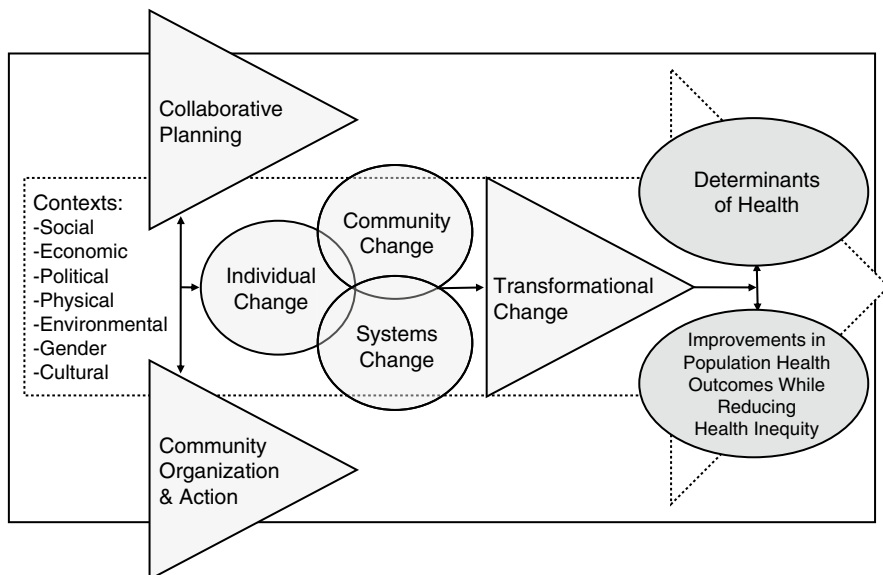 Collaborative
Planning
Contexts:
-Social
-Economic
-Political
-Physical
-Environmental
-Gender
-Cultural
Individual
Change
Community
Change
Systems
Change
Transformational
Change
Determinants
of Health
Improvements in
Population Health
Outcomes While
Reducing
Health Inequity
Community
Organization
& Action